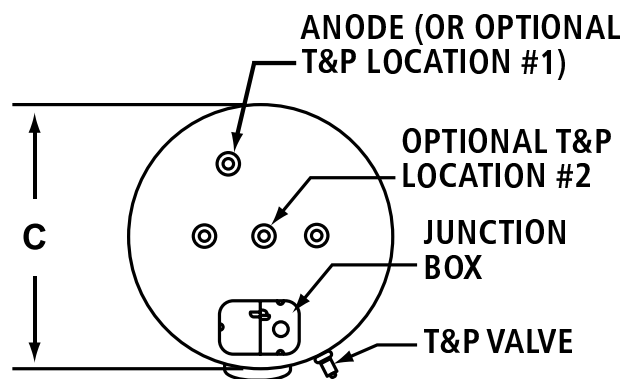 ANODE (OR OPTIONAL
T&P LOCATION #1)
OPTIONAL T&P
LOCATION #2
C
JUNCTION
BOX
T&P VALVE